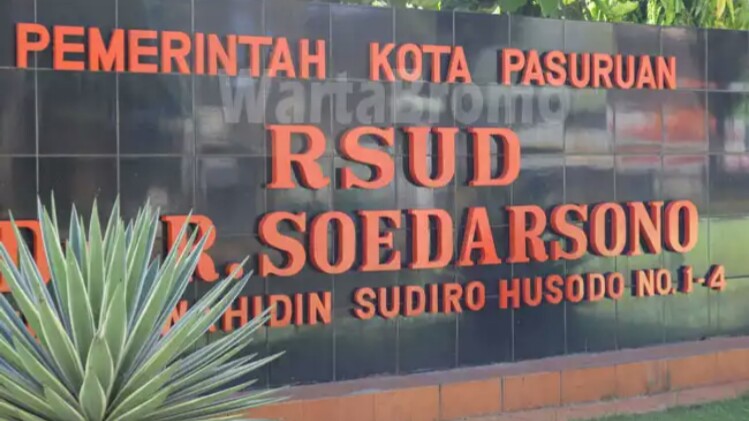 PEMERINTAH KOTA PASURUAN
WartaBromo
RSUD
R. SOEDARSONO
SUDIRO HUSODO NO. 1-4